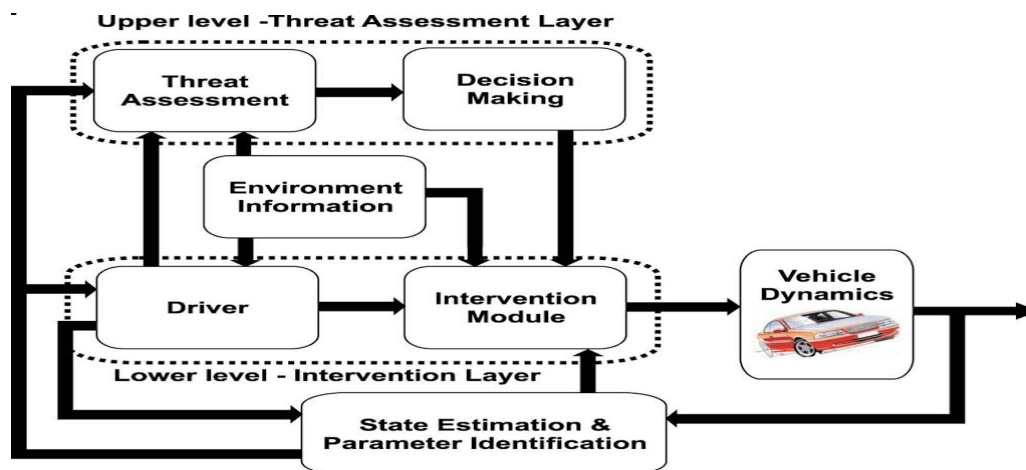 Upper level -Threat Assessment Layer
Threat
Assessment
Decision
Making
Environment
Information
Driver
Intervention
Module
Vehicle
Dynamics
Lower level - Intervention Layer
State Estimation &
Parameter Identification